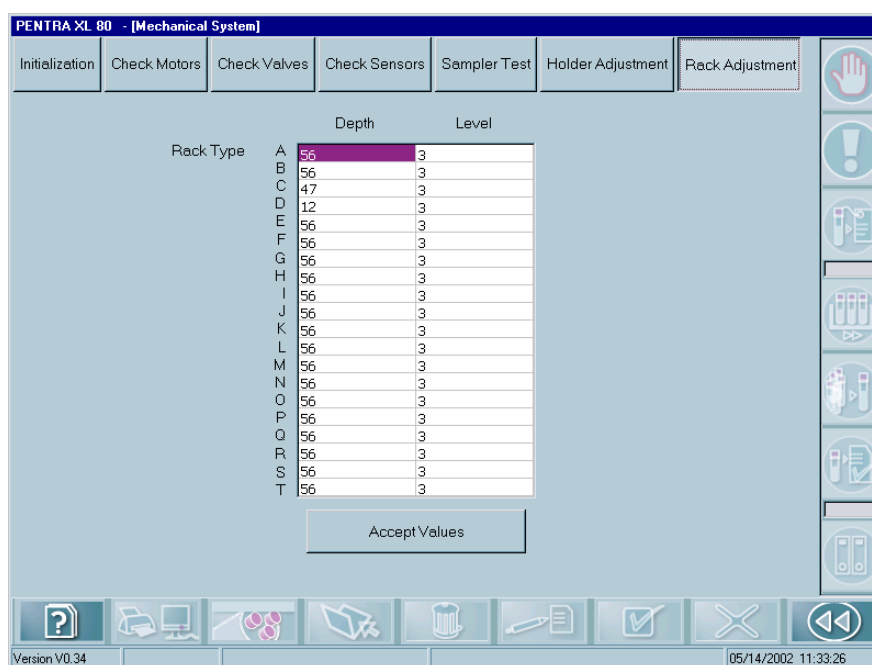 PENTRA XL 80 - [Mechanical System]
Initialization Check Motors Check Valves Check Sensors Sampler Test Holder Adjustment Rack Adjustment
Depth Level
Rack Type A 56 3
B 56 3
C 47 3
D 12 3
E 56 3
F 56 3
G 56 3
H 56 3
I 56 3
J 56 3
K 56 3
L 56 3
M 56 3
N 56 3
O 56 3
P 56 3
Q 56 3
R 56 3
S 56 3
T 56 3
Accept Values
?
Version V0.34 05/14/2002 11:33:26